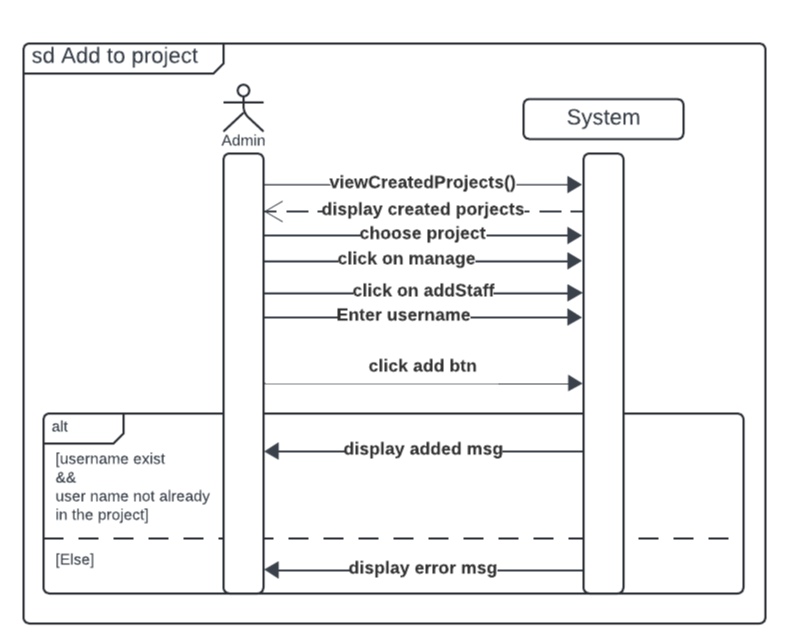 sd Add to project
Admin
System
viewCreatedProjects()
display created porjects
choose project
click on manage
click on addStaff
Enter username
click add btn
alt
[username exist
&&
user name not already
in the project]
display added msg
[Else]
display error msg